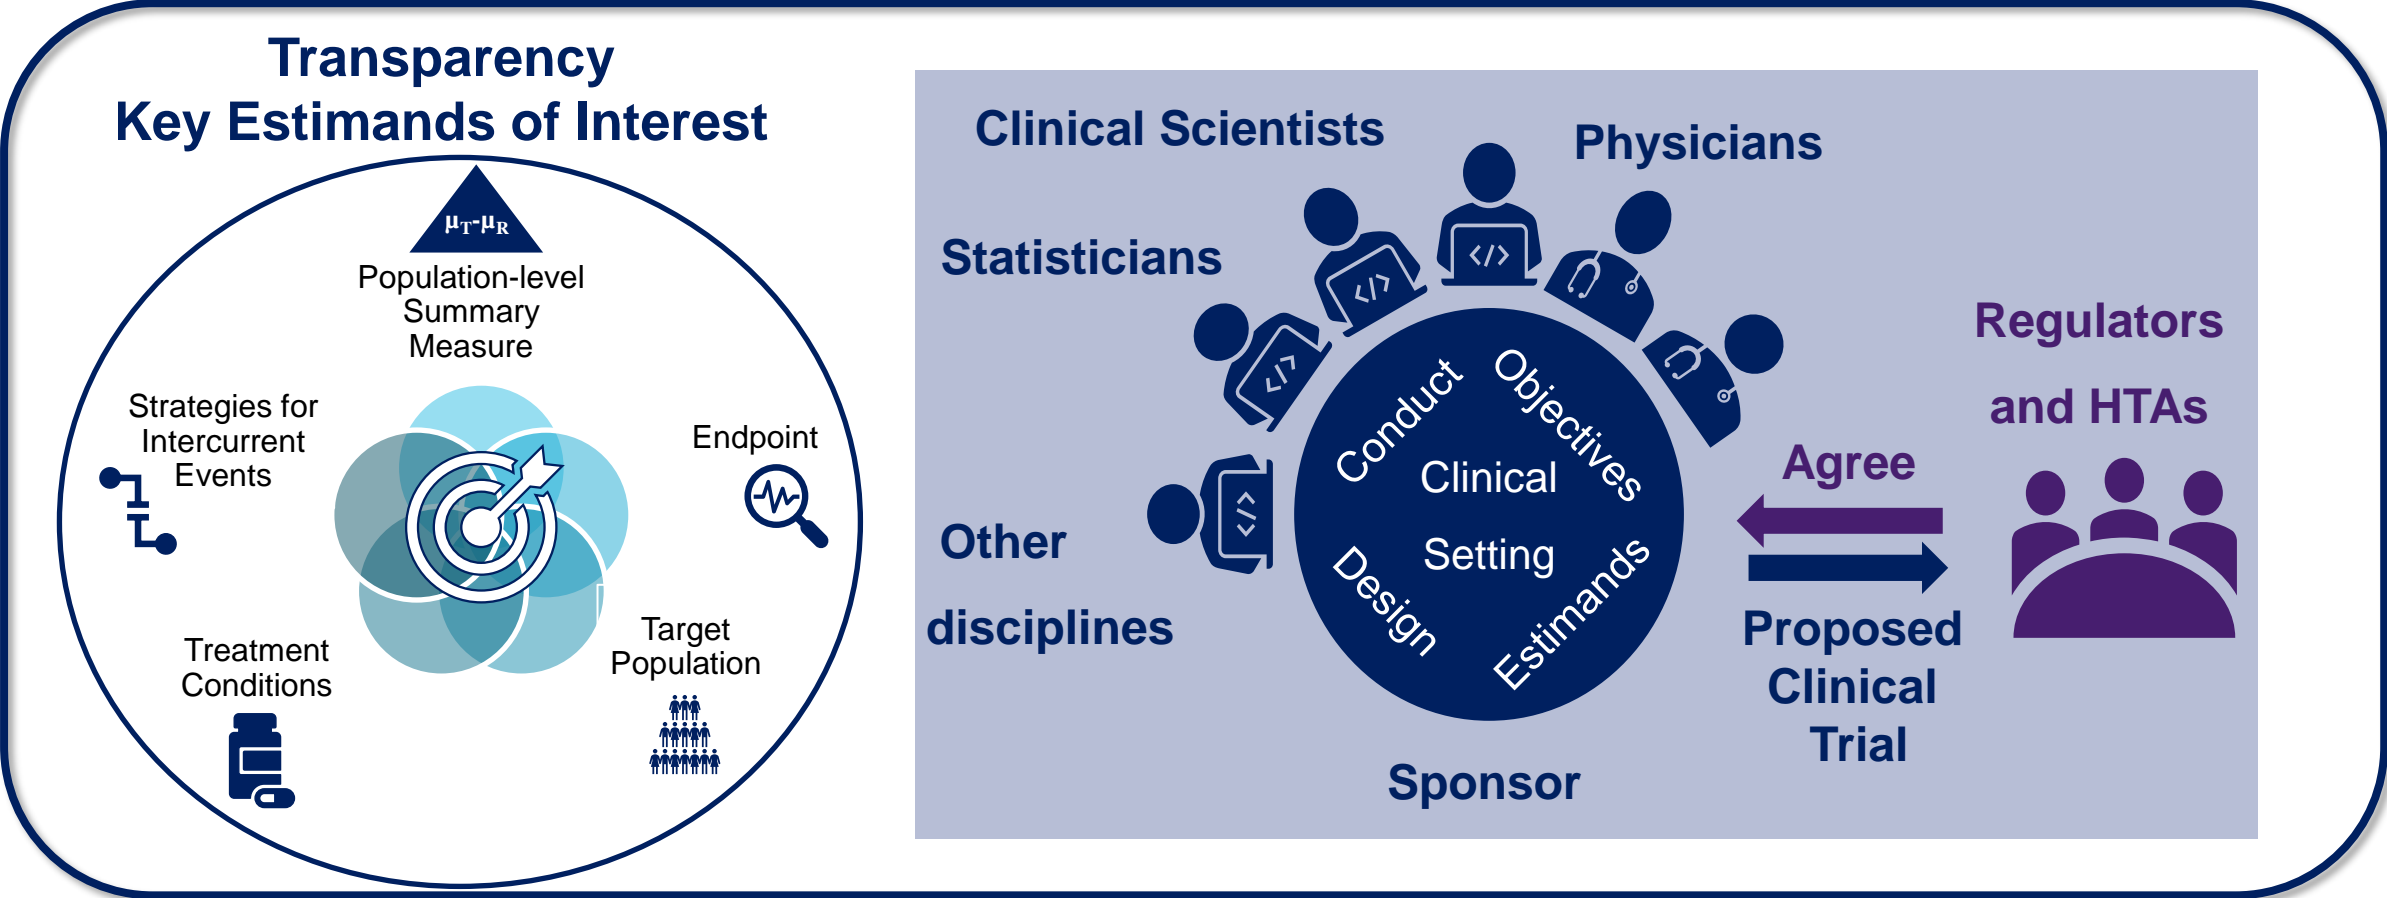 Transparency
Key Estimands of Interest
μT-μR
Population-level
Summary
Measure
Strategies for
Intercurrent
Events
Endpoint
Treatment
Conditions
Target
Population
Clinical Scientists
Physicians
Statisticians
Other
disciplines
</>
</>
</>
</>
Conduct
Objectives
Clinical
Setting
Design
Estimands
Sponsor
Regulators
and HTAs
Agree
Proposed
Clinical
Trial